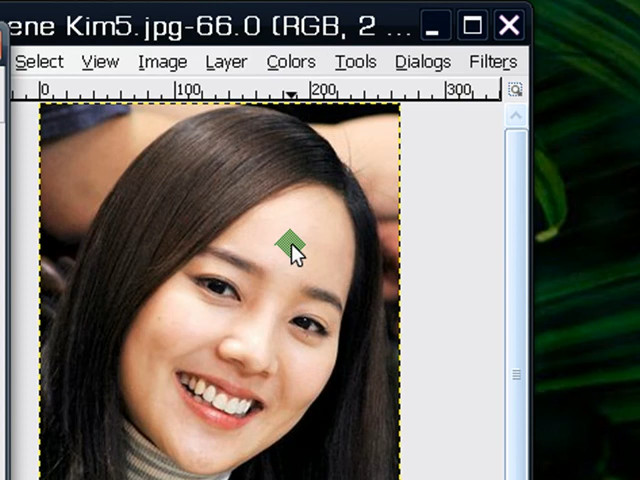 ene Kim5.jpg-66.0 (RGB, 2 ...
Select View Image Layer Colors Tools Dialogs Filters
0 100 200 300